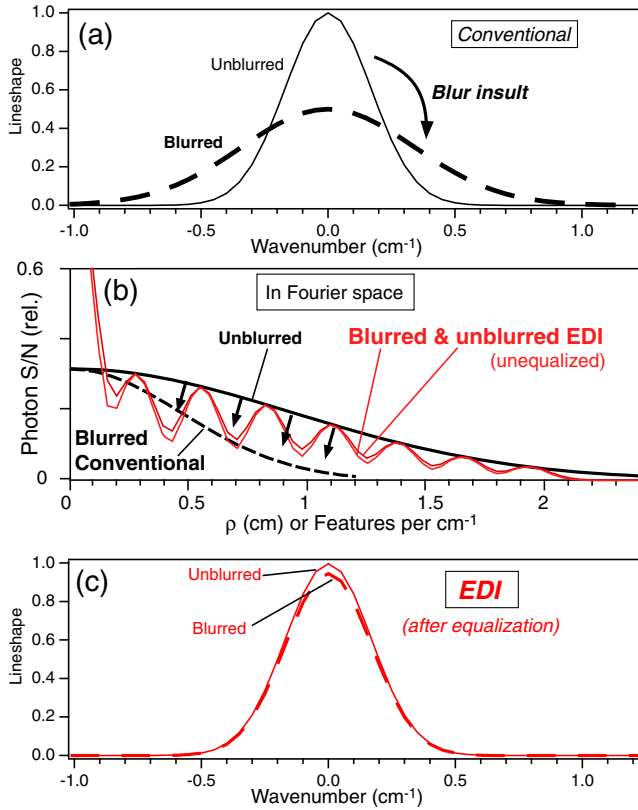 (a)
Conventional
Unblurred
Blur insult
Blurred
Lineshape
1.0
0.8
0.6
0.4
0.2
0.0
-1.0
-0.5
0.0
0.5
1.0
Wavenumber (cm-1)
(b)
In Fourier space
Unblurred
Blurred & unblurred EDI
(unequalized)
Blurred
Conventional
Photon S/N (rel.)
0.6
0
0
0.5
1
1.5
2
ρ (cm) or Features per cm-1
(c)
Unblurred
EDI
Blurred
(after equalization)
Lineshape
1.0
0.8
0.6
0.4
0.2
0.0
-1.0
-0.5
0.0
0.5
1.0
Wavenumber (cm-1)